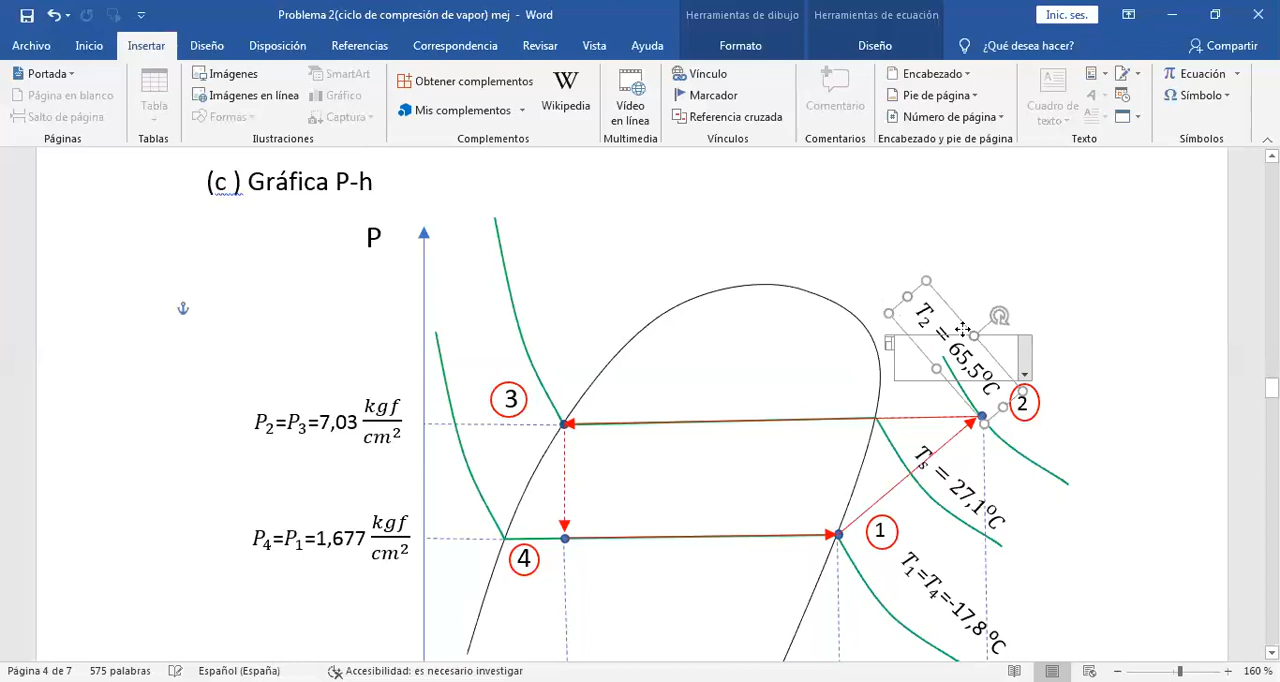 Problema 2(ciclo de compresión de vapor) mej - Word
Herramientas de dibujo
Herramientas de ecuación
Inic. ses.
Archivo Inicio Insertar Diseño Disposición Referencias Correspondencia Revisar Vista Ayuda Formato Diseño ¿Qué desea hacer? Compartir
Portada
Página en blanco
Salto de página
Páginas
Tabla
Tablas
Imágenes
Imágenes en línea
Formas
SmartArt
Gráfico
Captura
Ilustraciones
Obtener complementos
Mis complementos
W
Wikipedia
Complementos
Vídeo
en línea
Multimedia
Vínculo
Marcador
Referencia cruzada
Vínculos
Comentario
Comentarios
Encabezado
Pie de página
Número de página
Encabezado y pie de página
Cuadro de
texto
Texto
π Ecuación
Ω Símbolo
Símbolos
(c ) Gráfica P-h
P
T₂ = 65,5⁰C
3
2
P₂=P₃=7,03 kgf/cm²
Tₛ = 27,1⁰C
1
P₄=P₁=1,677 kgf/cm²
4
T₁=T₄=-17,8⁰C
Página 4 de 7 575 palabras Español (España) Accesibilidad: es necesario investigar 160 %